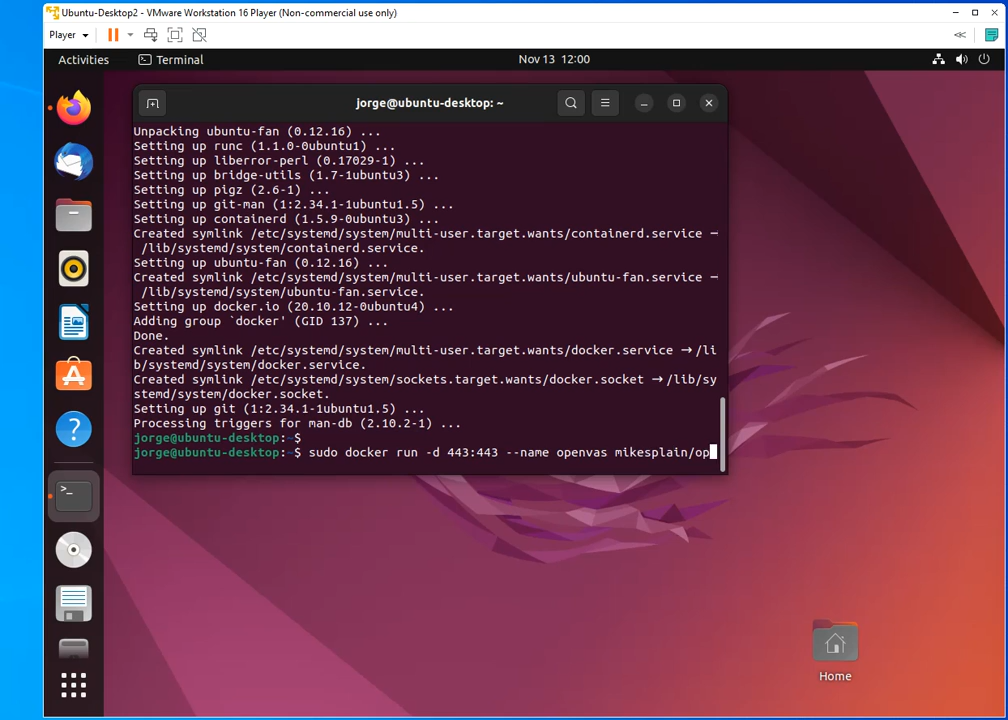 Ubuntu-Desktop2 - VMware Workstation 16 Player (Non-commercial use only)
Player
Activities Terminal Nov 13 12:00
jorge@ubuntu-desktop: ~
Unpacking ubuntu-fan (0.12.16) ...
Setting up runc (1.1.0-0ubuntu1) ...
Setting up liberror-perl (0.17029-1) ...
Setting up bridge-utils (1.7-1ubuntu3) ...
Setting up pigz (2.6-1) ...
Setting up git-man (1:2.34.1-1ubuntu1.5) ...
Setting up containerd (1.5.9-0ubuntu3) ...
Created symlink /etc/systemd/system/multi-user.target.wants/containerd.service →
/lib/systemd/system/containerd.service.
Setting up ubuntu-fan (0.12.16) ...
Created symlink /etc/systemd/system/multi-user.target.wants/ubuntu-fan.service →
/lib/systemd/system/ubuntu-fan.service.
Setting up docker.io (20.10.12-0ubuntu4) ...
Adding group `docker' (GID 137) ...
Done.
Created symlink /etc/systemd/system/multi-user.target.wants/docker.service → /li
b/systemd/system/docker.service.
Created symlink /etc/systemd/system/sockets.target.wants/docker.socket → /lib/sy
stemd/system/docker.socket.
Setting up git (1:2.34.1-1ubuntu1.5) ...
Processing triggers for man-db (2.10.2-1) ...
jorge@ubuntu-desktop:~$
jorge@ubuntu-desktop:~$ sudo docker run -d 443:443 --name openvas mikesplain/op
Home